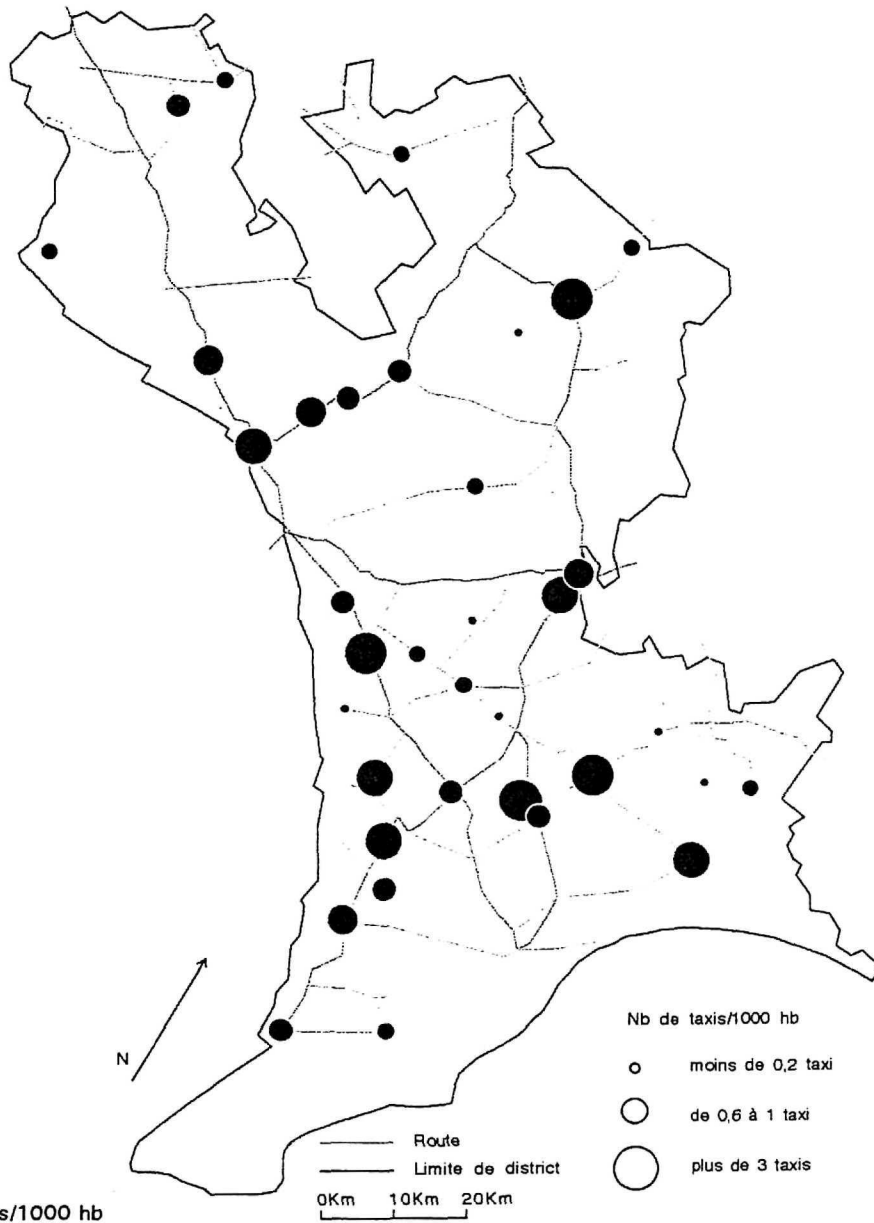 N
Nb de taxis/1000 hb
moins de 0,2 taxi
de 0,6 à 1 taxi
plus de 3 taxis
Route
Limite de district
0Km 10Km 20Km
s/1000 hb